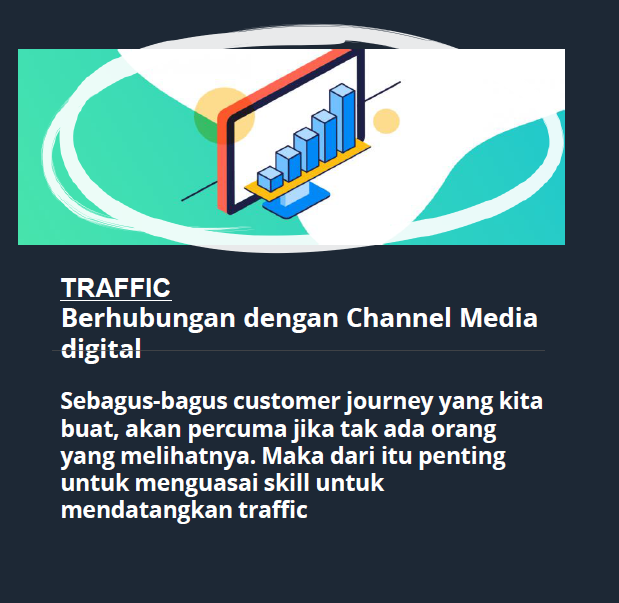 TRAFFIC
Berhubungan dengan Channel Media
digital
Sebagus-bagus customer journey yang kita
buat, akan percuma jika tak ada orang
yang melihatnya. Maka dari itu penting
untuk menguasai skill untuk
mendatangkan traffic